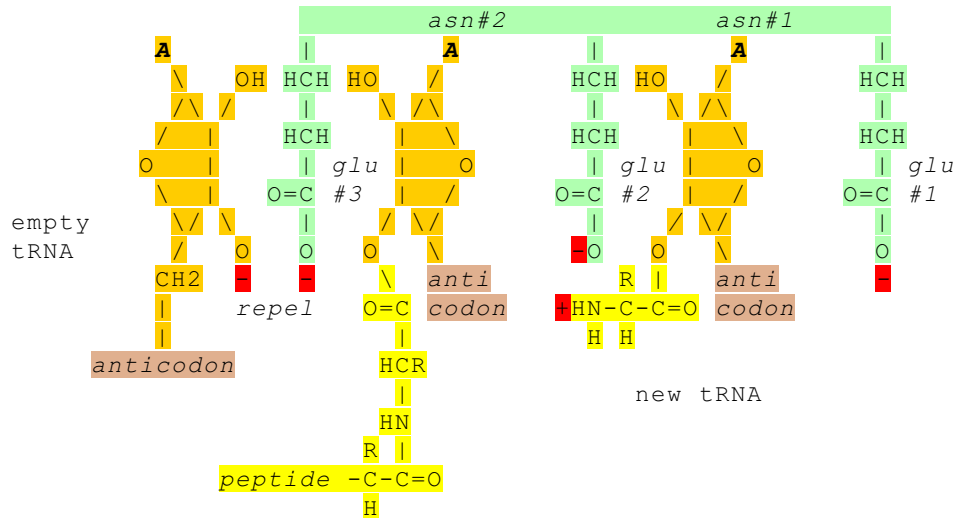 asn#2 asn#1
A | A | A |
\ OH HCH HO / HCH HO / HCH
/\ / | \ /\ | \ /\ |
/ | HCH | \ HCH | \ HCH
O | | glu | O | glu | O | glu
\ | O=C #3 | / O=C #2 | / O=C #1
empty \/ \ | / \/ | / \/ |
tRNA / O O O \ -O O \ O
CH2 - - \ anti R | anti -
| repel O=C codon +HN-C-C=O codon
| | H H
anticodon HCR
| new tRNA
HN
R |
peptide -C-C=O
H